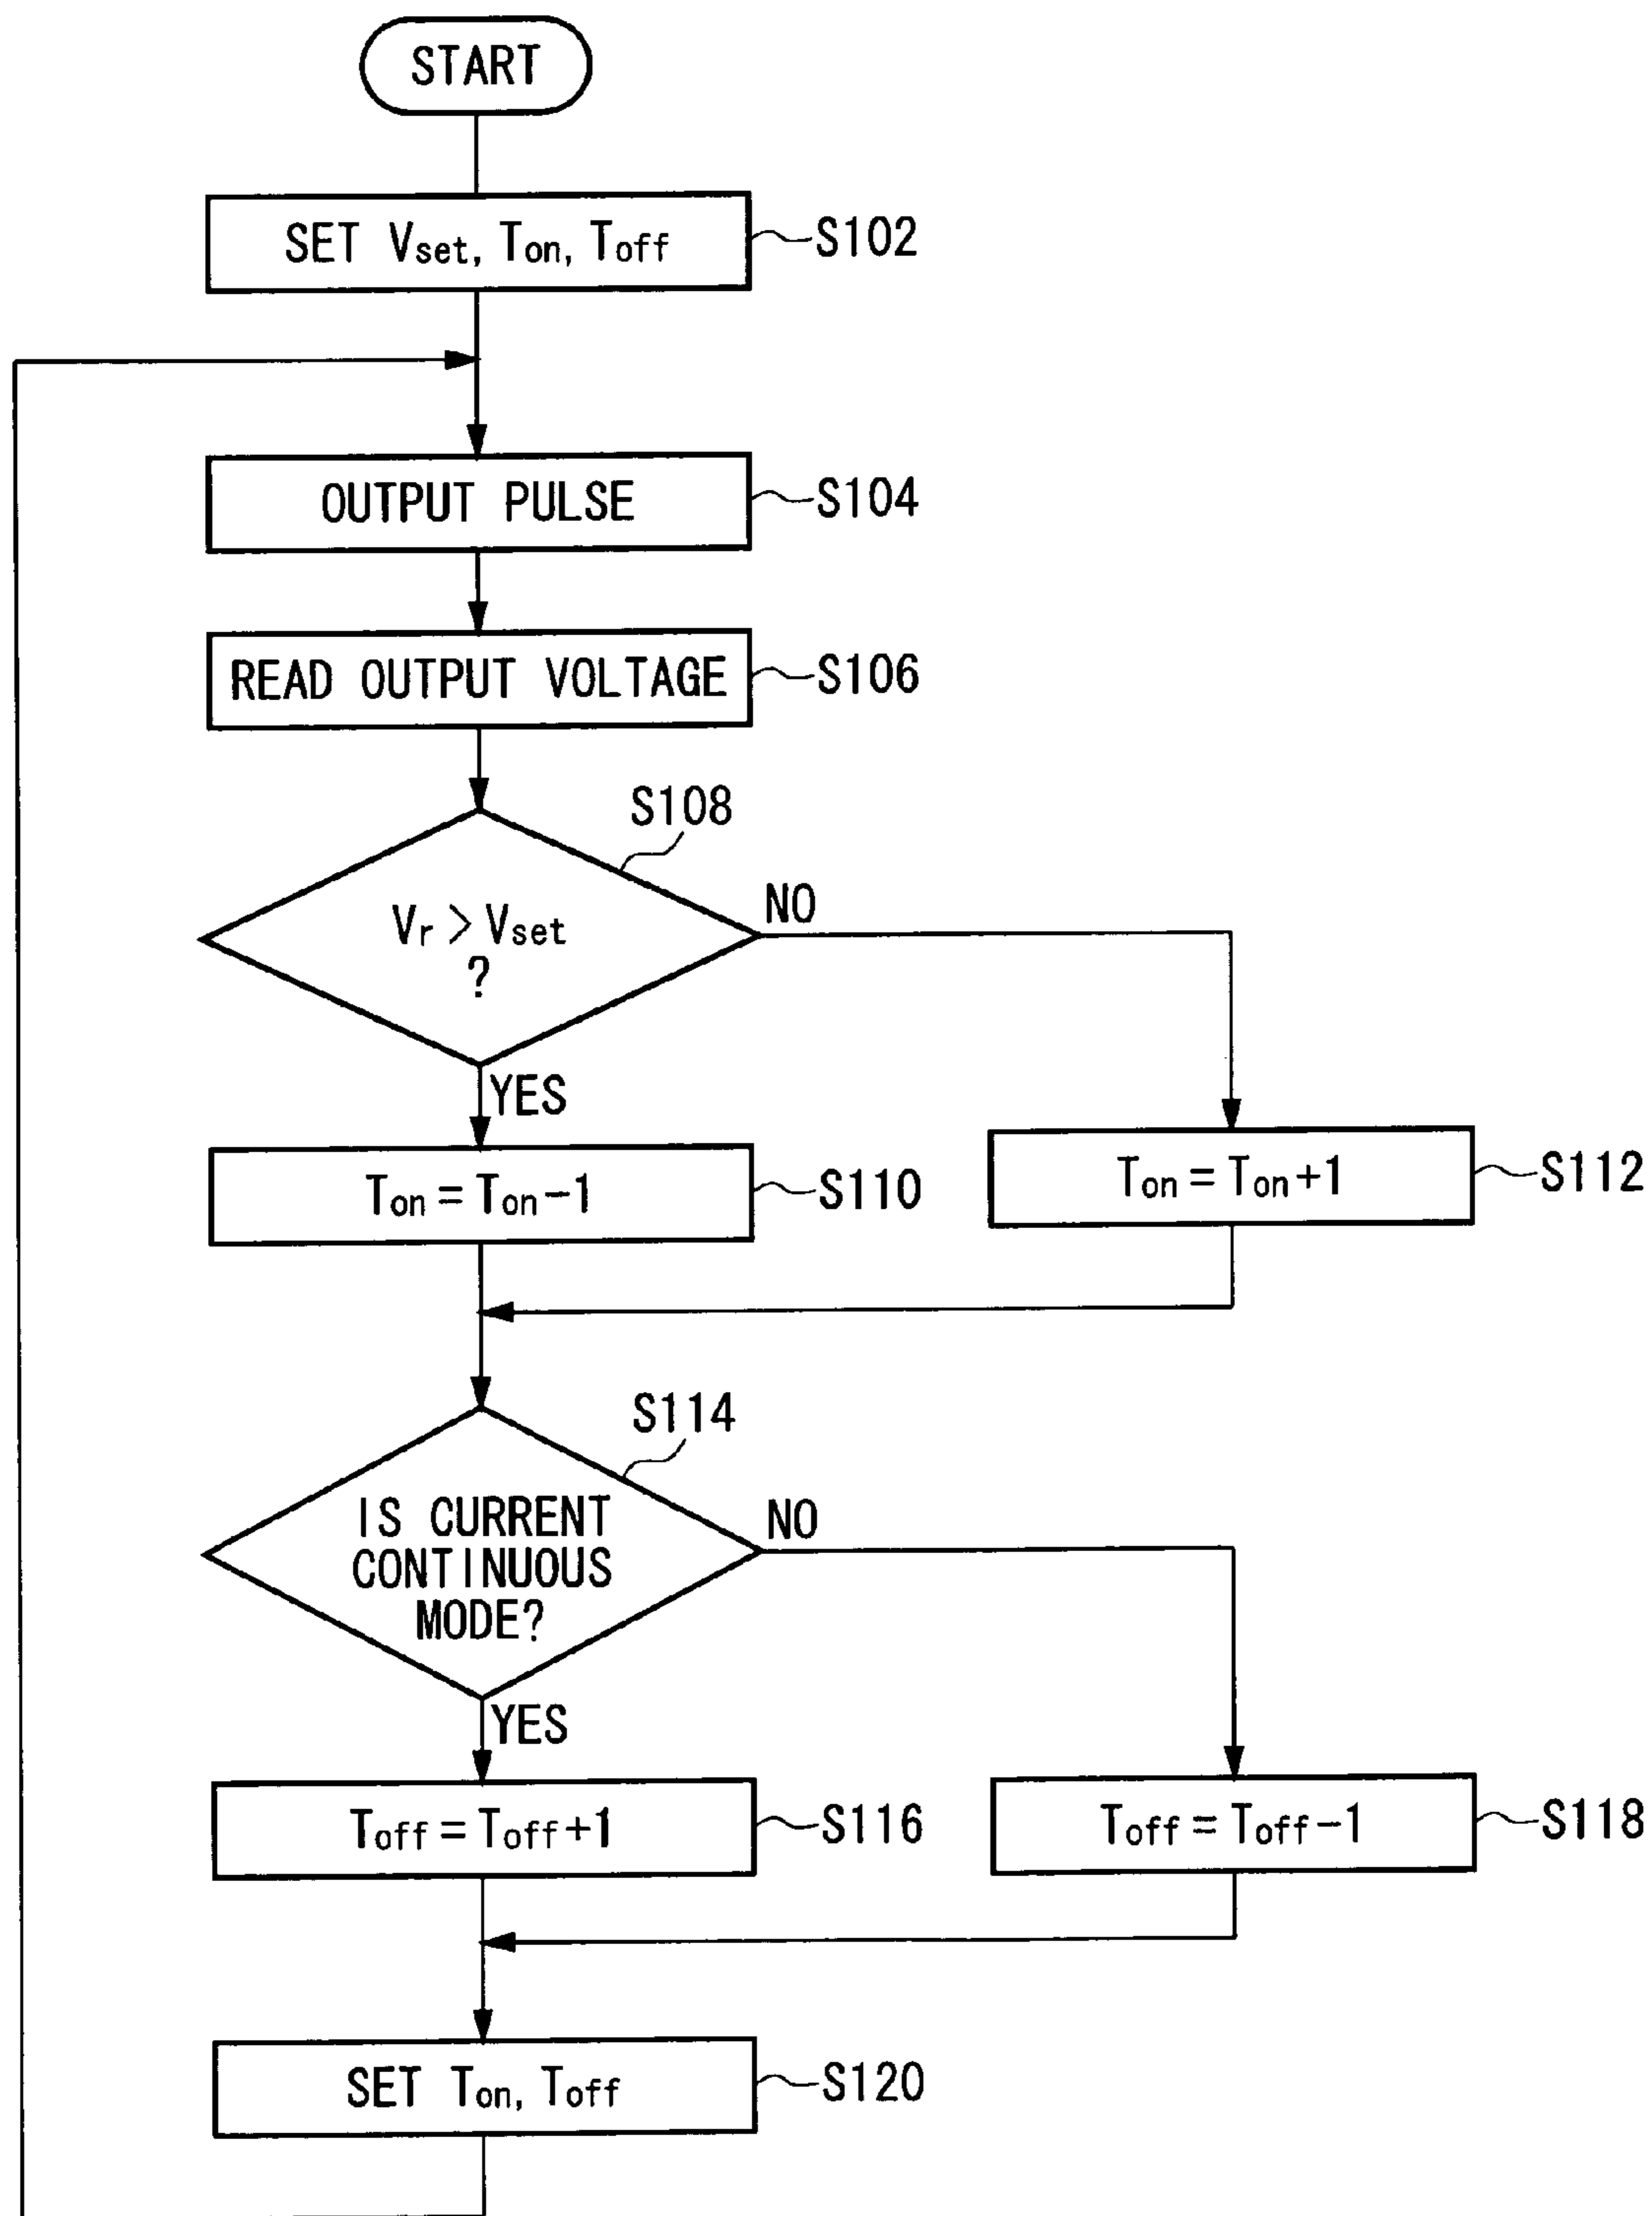 START
SET Vset, Ton, Toff
S102
OUTPUT PULSE
S104
READ OUTPUT VOLTAGE
S106
S108
Vr > Vset
?
NO
YES
Ton = Ton-1
S110
Ton = Ton+1
S112
S114
IS CURRENT
CONTINUOUS
MODE?
NO
YES
Toff = Toff+1
S116
Toff = Toff-1
S118
SET Ton, Toff
S120